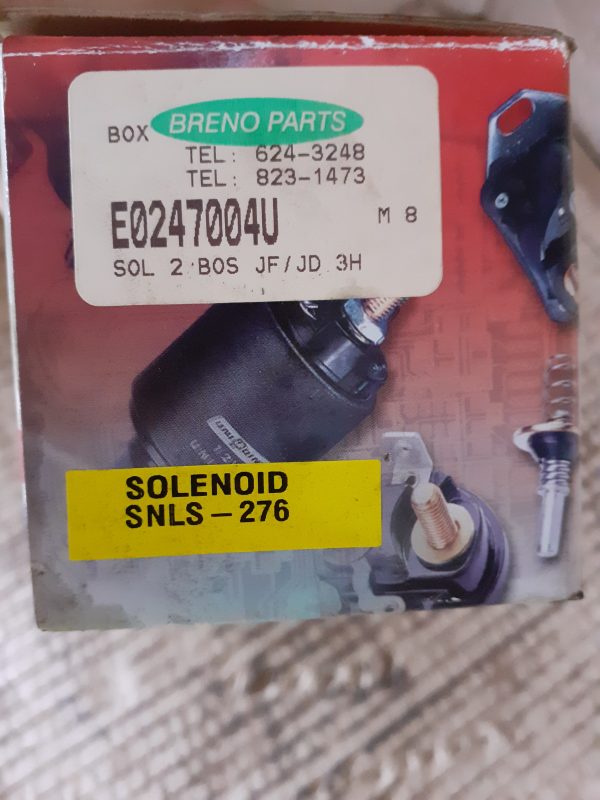 BOX BRENO PARTS
TEL: 624-3248
TEL: 823-1473
E0247004U M 8
SOL 2 BOS JF/JD 3H
SOLENOID
SNLS-276